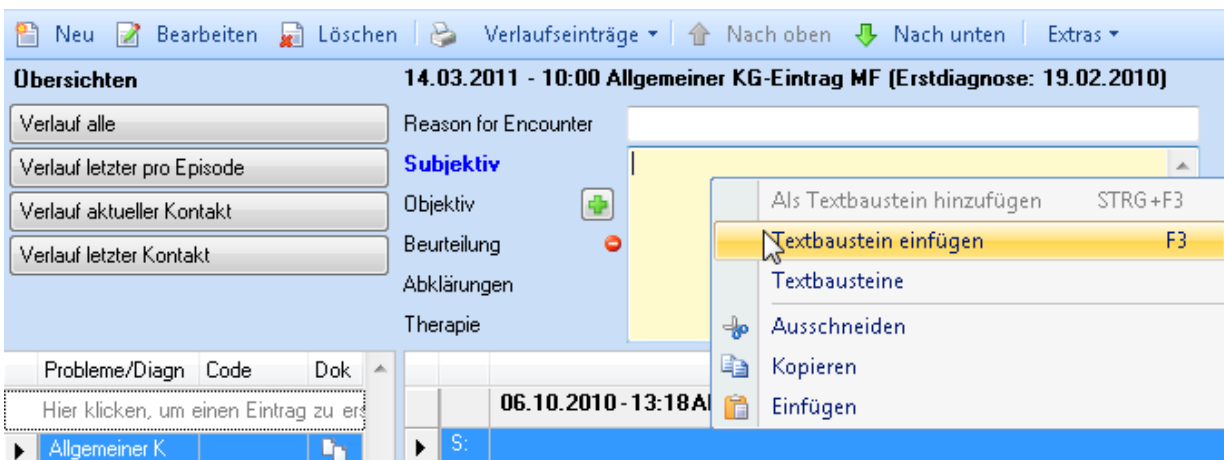 Neu Bearbeiten Löschen Verlaufseinträge Nach oben Nach unten Extras
Übersichten
Verlauf alle
Verlauf letzter pro Episode
Verlauf aktueller Kontakt
Verlauf letzter Kontakt
14.03.2011 - 10:00 Allgemeiner KG-Eintrag MF (Erstdiagnose: 19.02.2010)
Reason for Encounter
Subjektiv
Objektiv
Beurteilung
Abklärungen
Therapie
Als Textbaustein hinzufügen STRG+F3
Textbaustein einfügen F3
Textbausteine
Ausschneiden
Kopieren
Einfügen
Probleme/Diagn Code Dok
Hier klicken, um einen Eintrag zu ers
Allgemeiner K
06.10.2010 - 13:18 Al
S: